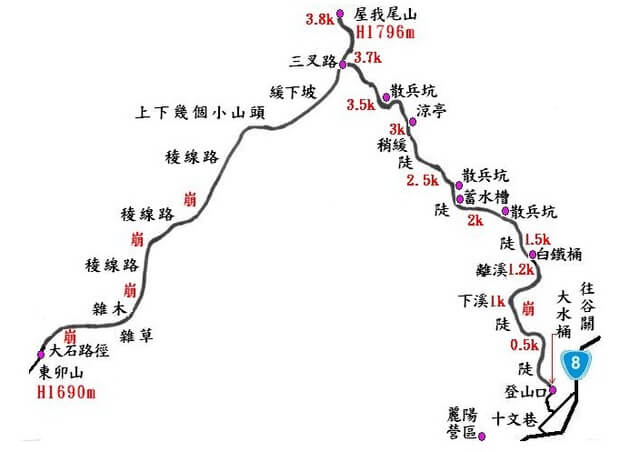 3.8k 屋我尾山
H1796m
三叉路 3.7k
緩下坡
散兵坑
3.5k
上下幾個小山頭
涼亭
3k
稍緩
稜線路
陡
散兵坑
2.5k
崩
蓄水槽
陡
散兵坑
稜線路
2k
崩
陡 1.5k
白鐵桶
稜線路
離溪 1.2k
往谷關
崩
下溪 1k
大水桶
雜木
崩
陡
崩
雜草
0.5k
大石路徑
8
東卯山
陡
H1690m
登山口
麗陽
營區
十文巷